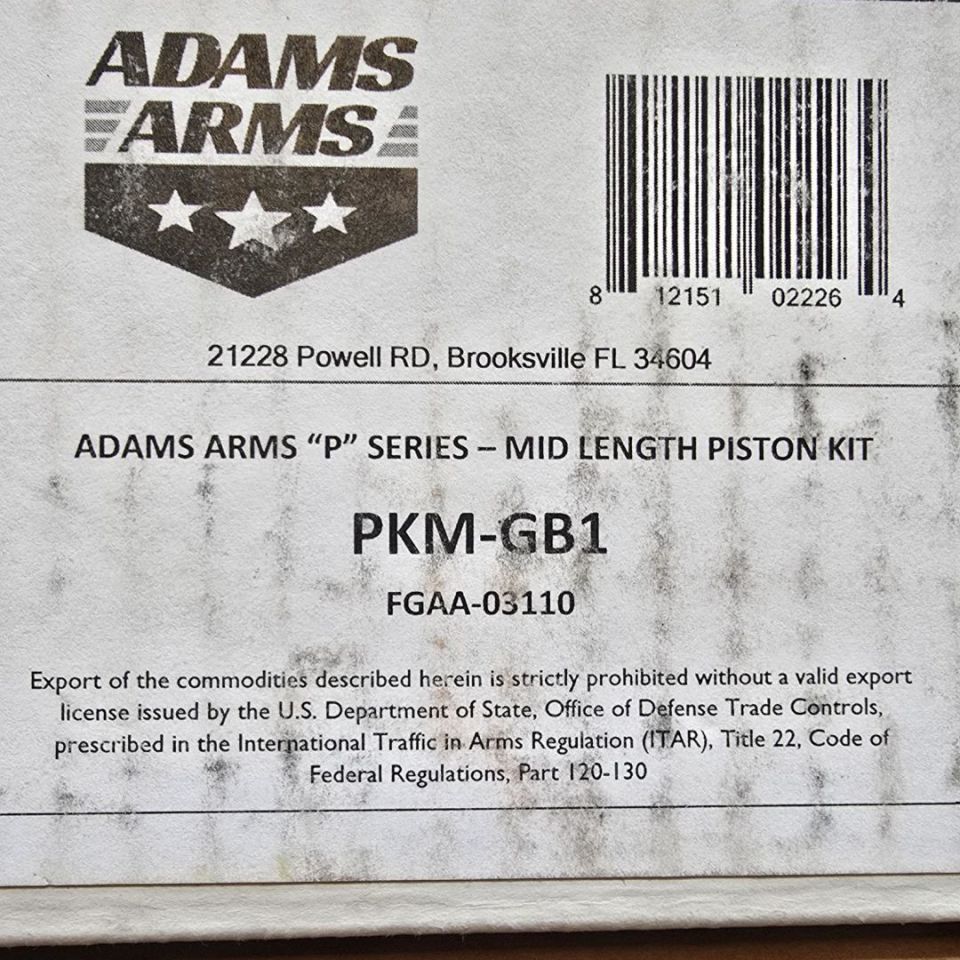 ADAMS
ARMS
8 12151 02226 4
21228 Powell RD, Brooksville FL 34604
ADAMS ARMS “P” SERIES – MID LENGTH PISTON KIT
PKM-GB1
FGAA-03110
Export of the commodities described herein is strictly prohibited without a valid export
license issued by the U.S. Department of State, Office of Defense Trade Controls,
prescribed in the International Traffic in Arms Regulation (ITAR), Title 22, Code of
Federal Regulations, Part 120-130